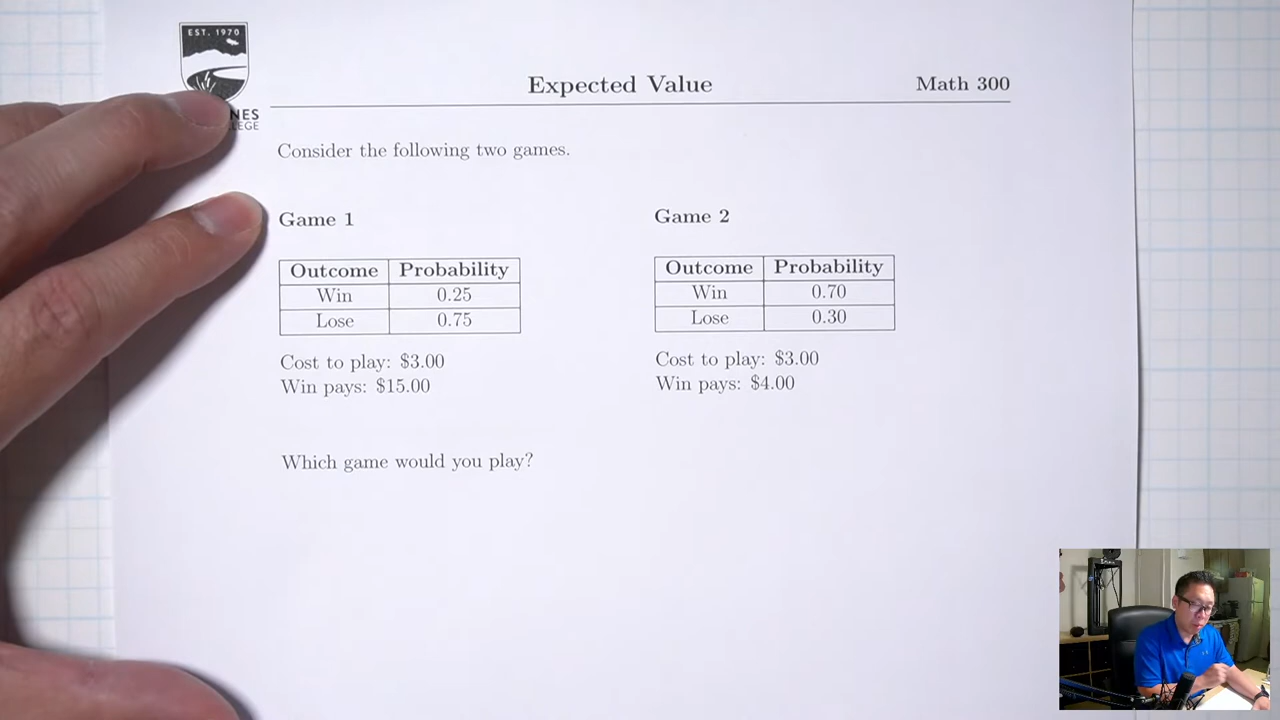 EST. 1970
Expected Value
Math 300
Consider the following two games.
Game 1
Outcome Probability
Win 0.25
Lose 0.75
Cost to play: $3.00
Win pays: $15.00
Game 2
Outcome Probability
Win 0.70
Lose 0.30
Cost to play: $3.00
Win pays: $4.00
Which game would you play?